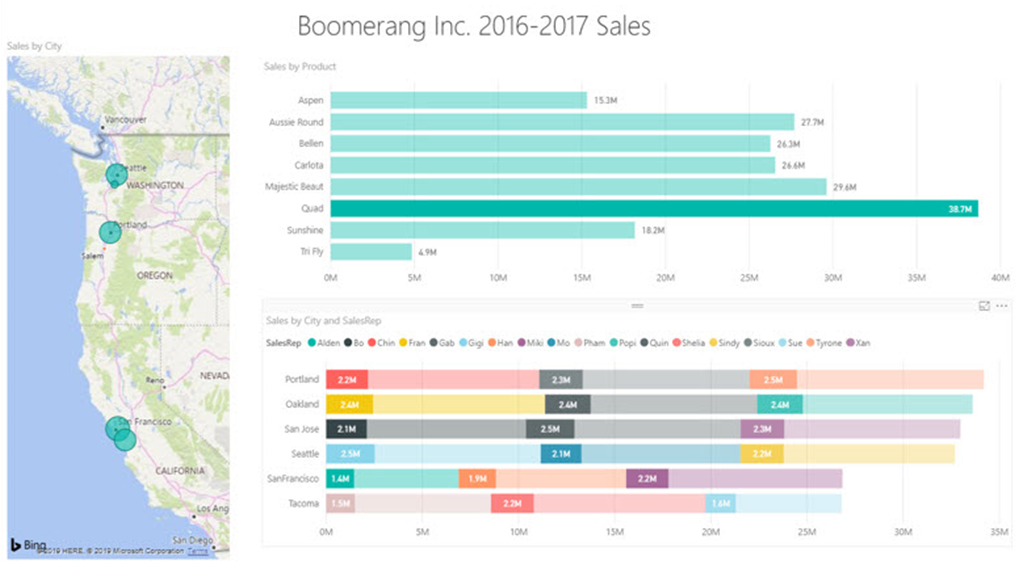 Boomerang Inc. 2016-2017 Sales
Sales by City
Vancouver
Seattle
WASHINGTON
Portland
Salem
OREGON
Reno
NEVAD
San Francisco
CALIFORNIA
Los Ang
San Diego
Bing
©2019 HERE, © 2019 Microsoft Corporation Terms
Sales by Product
Aspen 15.3M
Aussie Round 27.7M
Bellen 26.3M
Carlota 26.6M
Majestic Beaut 29.6M
Quad 38.7M
Sunshine 18.2M
Tri Fly 4.9M
0M 5M 10M 15M 20M 25M 30M 35M 40M
Sales by City and SalesRep
SalesRep Alden Bo Chin Fran Gab Gigi Han Miki Mo Pham Popi Quin Shelia Sindy Sioux Sue Tyrone Xan
Portland 2.2M 2.3M 2.5M
Oakland 2.4M 2.4M 2.4M
San Jose 2.1M 2.5M 2.3M
Seattle 2.5M 2.1M 2.2M
SanFrancisco 1.4M 1.9M 2.2M
Tacoma 1.5M 2.2M 1.6M
0M 5M 10M 15M 20M 25M 30M 35M